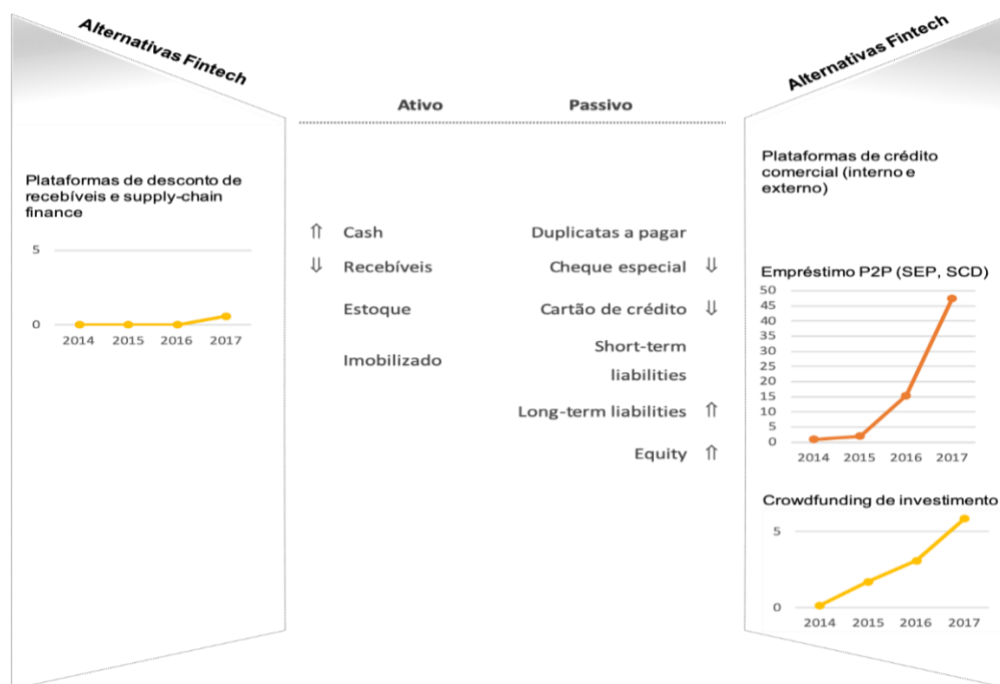 Alternativas Fintech
Plataformas de desconto de
recebíveis e supply-chain
finance
5
0
2014 2015 2016 2017
Ativo Passivo
⇑ Cash Duplicatas a pagar
⇓ Recebíveis Cheque especial ⇓
Estoque Cartão de crédito ⇓
Imobilizado Short-term
liabilities
Long-term liabilities ⇑
Equity ⇑
Alternativas Fintech
Plataformas de crédito
comercial (interno e
externo)
Empréstimo P2P (SEP, SCD)
50
45
40
35
30
25
20
15
10
5
0
2014 2015 2016 2017
Crowdfunding de investimento
5
0
2014 2015 2016 2017